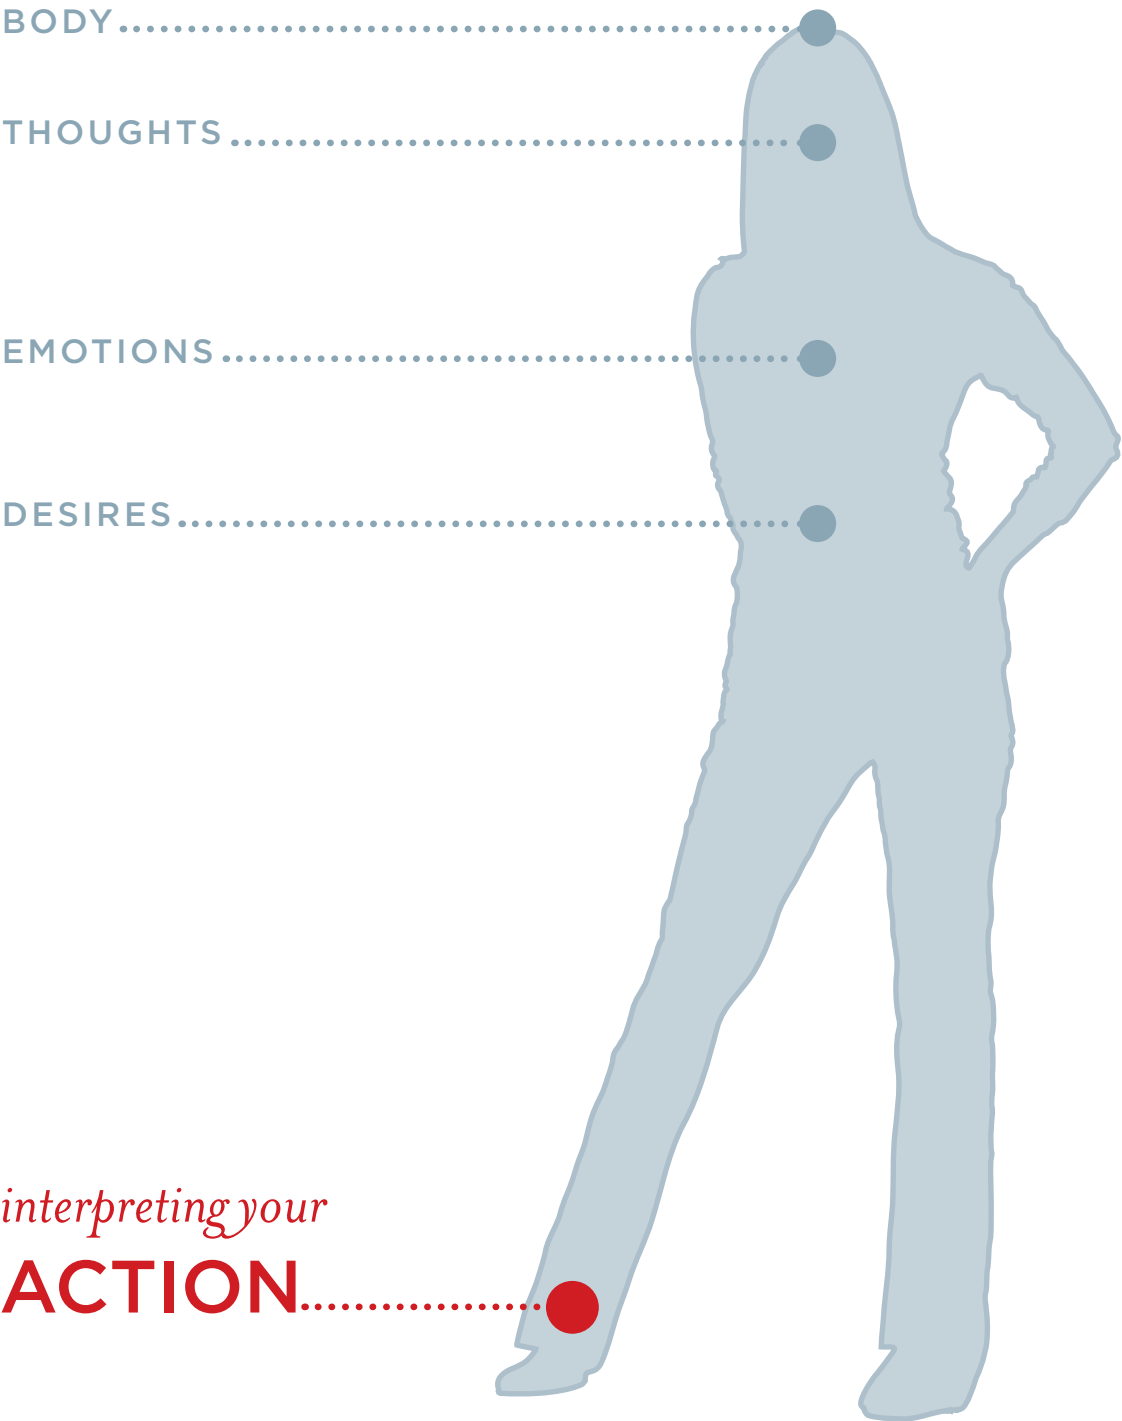 BODY
THOUGHTS
EMOTIONS
DESIRES
interpreting your
ACTION